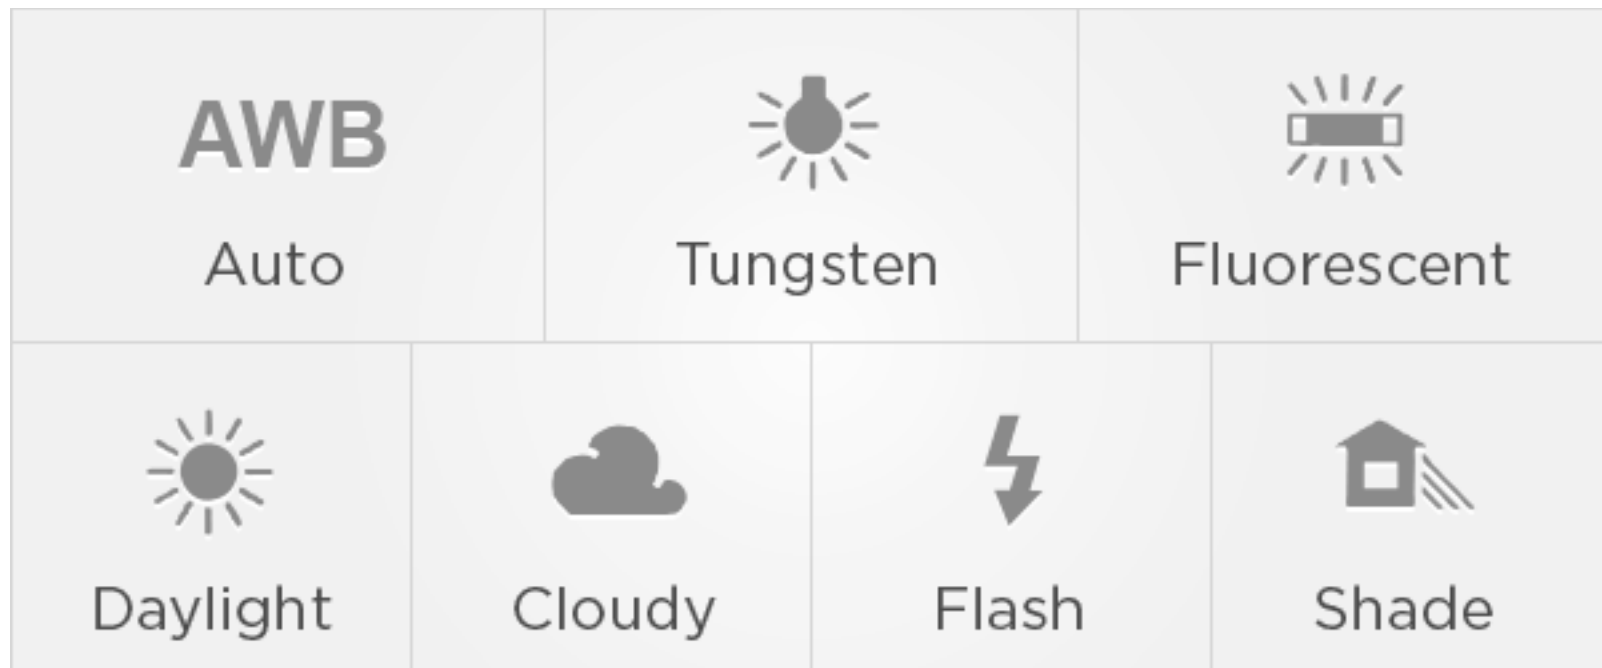 AWB
Auto
Tungsten
Fluorescent
Daylight
Cloudy
Flash
Shade